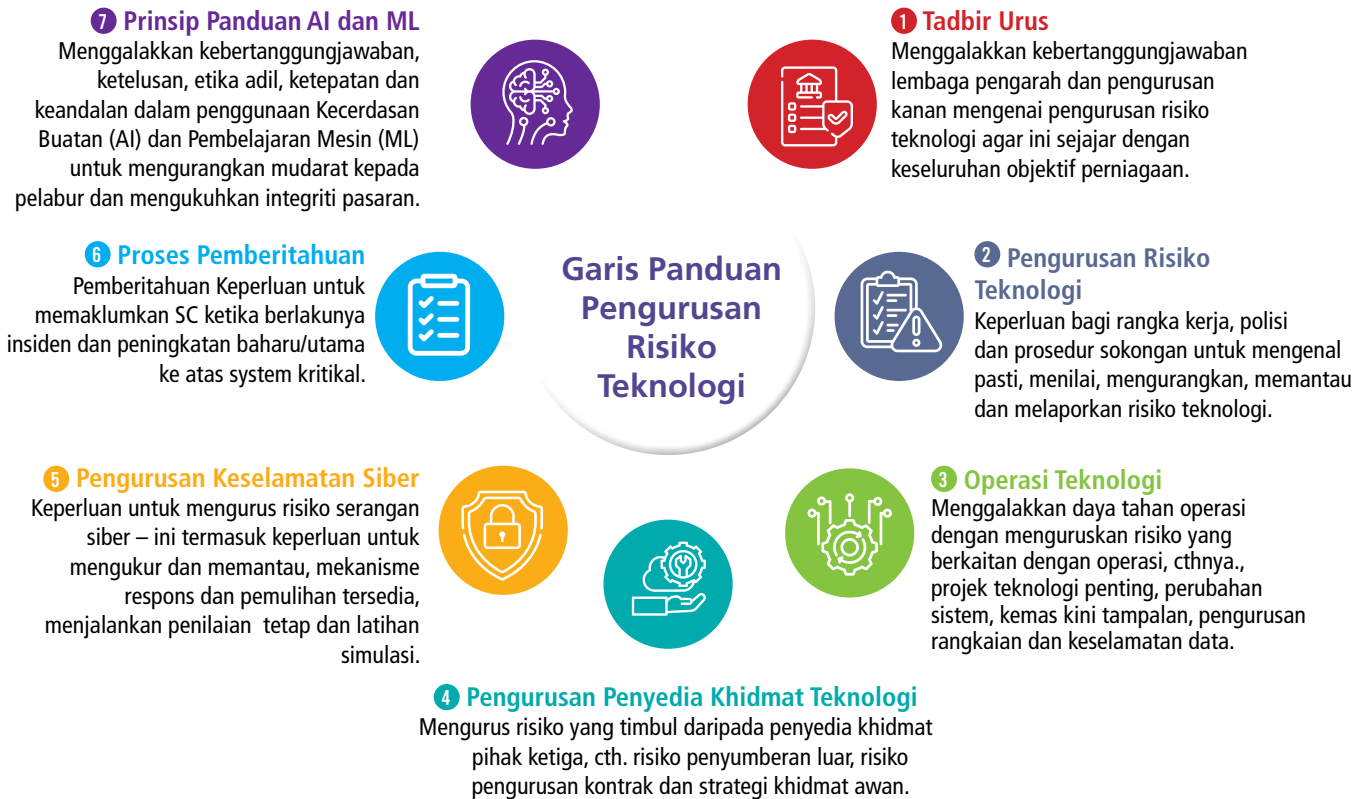 Garis Panduan
Pengurusan
Risiko
Teknologi
1 Tadbir Urus
Menggalakkan kebertanggungjawaban
lembaga pengarah dan pengurusan
kanan mengenai pengurusan risiko
teknologi agar ini sejajar dengan
keseluruhan objektif perniagaan.
2 Pengurusan Risiko
Teknologi
Keperluan bagi rangka kerja, polisi
dan prosedur sokongan untuk mengenal
pasti, menilai, mengurangkan, memantau
dan melaporkan risiko teknologi.
3 Operasi Teknologi
Menggalakkan daya tahan operasi
dengan menguruskan risiko yang
berkaitan dengan operasi, cthnya.,
projek teknologi penting, perubahan
sistem, kemas kini tampalan, pengurusan
rangkaian dan keselamatan data.
4 Pengurusan Penyedia Khidmat Teknologi
Mengurus risiko yang timbul daripada penyedia khidmat
pihak ketiga, cth. risiko penyumberan luar, risiko
pengurusan kontrak dan strategi khidmat awan.
5 Pengurusan Keselamatan Siber
Keperluan untuk mengurus risiko serangan
siber – ini termasuk keperluan untuk
mengukur dan memantau, mekanisme
respons dan pemulihan tersedia,
menjalankan penilaian tetap dan latihan
simulasi.
6 Proses Pemberitahuan
Pemberitahuan Keperluan untuk
memaklumkan SC ketika berlakunya
insiden dan peningkatan baharu/utama
ke atas system kritikal.
7 Prinsip Panduan AI dan ML
Menggalakkan kebertanggungjawaban,
ketelusan, etika adil, ketepatan dan
keandalan dalam penggunaan Kecerdasan
Buatan (AI) dan Pembelajaran Mesin (ML)
untuk mengurangkan mudarat kepada
pelabur dan mengukuhkan integriti pasaran.